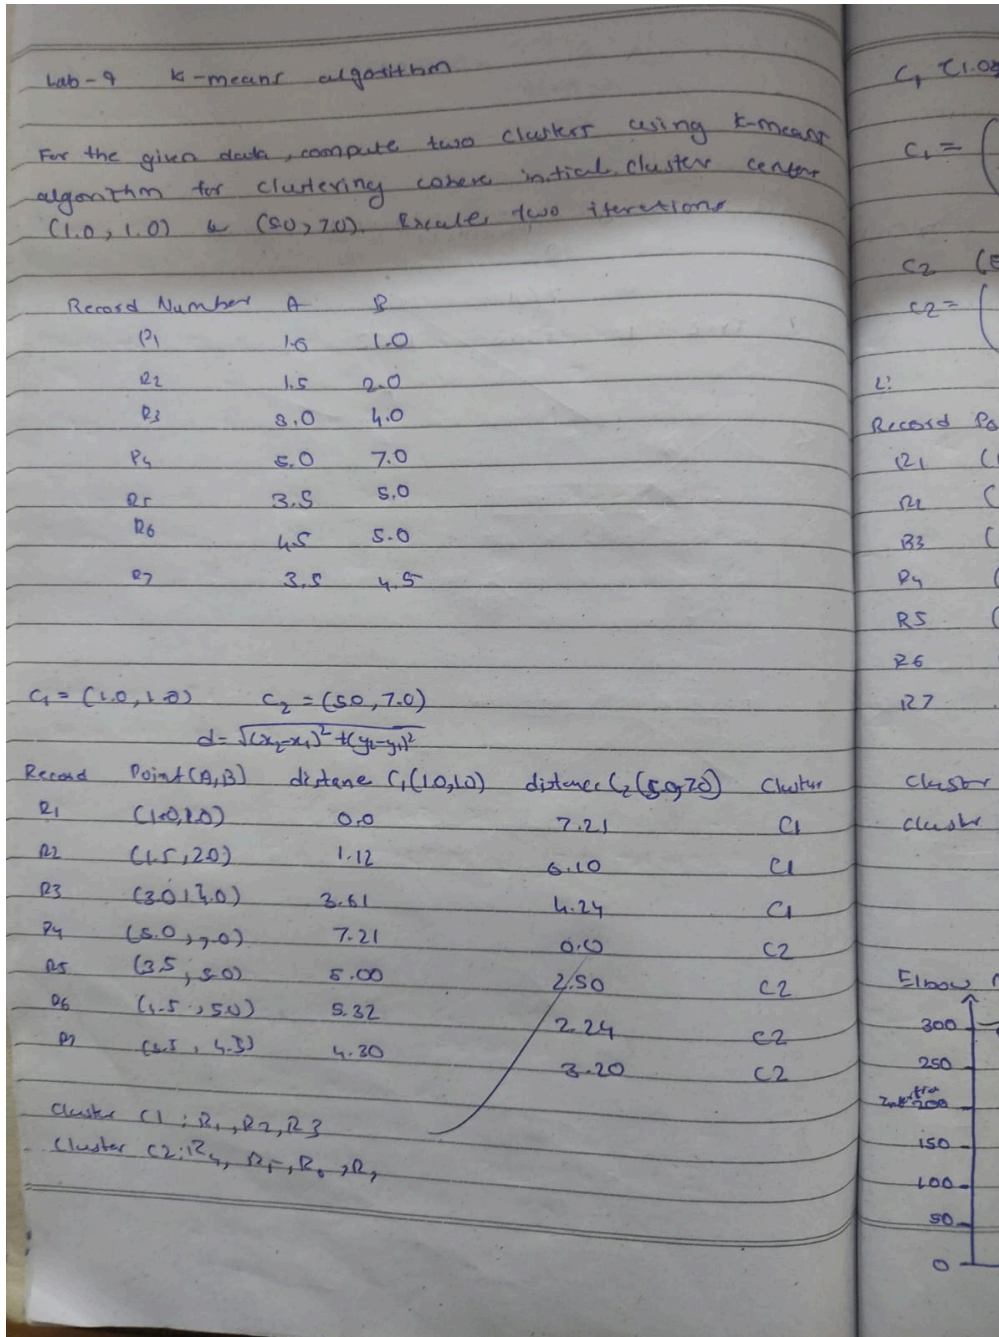 Lab-9 K-means algorithm
For the given data, compute two clusters using K-means
algorithm for clustering where initial cluster centers
(1.0, 1.0) & (5.0, 7.0). Execute two iterations
Record Number A B
R1 1.0 1.0
R2 1.5 2.0
R3 3.0 4.0
R4 5.0 7.0
R5 3.5 5.0
R6 4.5 5.0
R7 3.5 4.5
C1 = (1.0, 1.0) C2 = (5.0, 7.0)
d = √(x2-x1)² + (y2-y1)²
Record Point (A,B) distane C1(1.0,1.0) distance C2(5.0,7.0) Cluster
R1 (1.0,1.0) 0.0 7.21 C1
R2 (1.5,2.0) 1.12 6.10 C1
R3 (3.0,4.0) 3.61 4.24 C1
R4 (5.0,7.0) 7.21 0.0 C2
R5 (3.5,5.0) 5.00 2.50 C2
R6 (4.5,5.0) 5.32 2.24 C2
R7 (3.5,4.5) 4.30 3.20 C2
Cluster C1: R1, R2, R3
Cluster C2: R4, R5, R6, R7
C1 (1.0
C1 = (
C2 (
C2 = (
Record Po
R1 (
R2 (
R3 (
R4 (
R5 (
R6
R7
Cluster
Cluster
Elbow
300
250
200
150
100
50
0